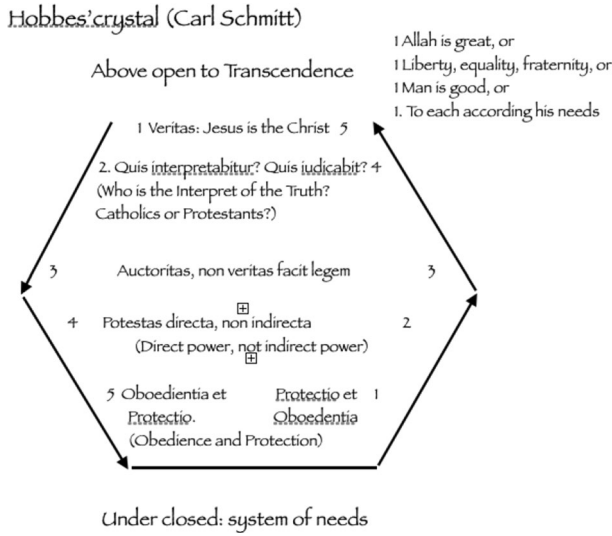 Hobbes'crystal (Carl Schmitt)
1 Allah is great, or
1 Liberty, equality, fraternity, or
1 Man is good, or
1. To each according his needs
Above open to Transcendence
1 Veritas: Jesus is the Christ 5
2. Quis interpretabitur? Quis iudicabit? 4
(Who is the Interpret of the Truth?
Catholics or Protestants?)
3 Auctoritas, non veritas facit legem 3
4 Potestas directa, non indirecta 2
(Direct power, not indirect power)
5 Oboedientia et Protectio et 1
Protectio. Oboedentia
(Obedience and Protection)
Under closed: system of needs